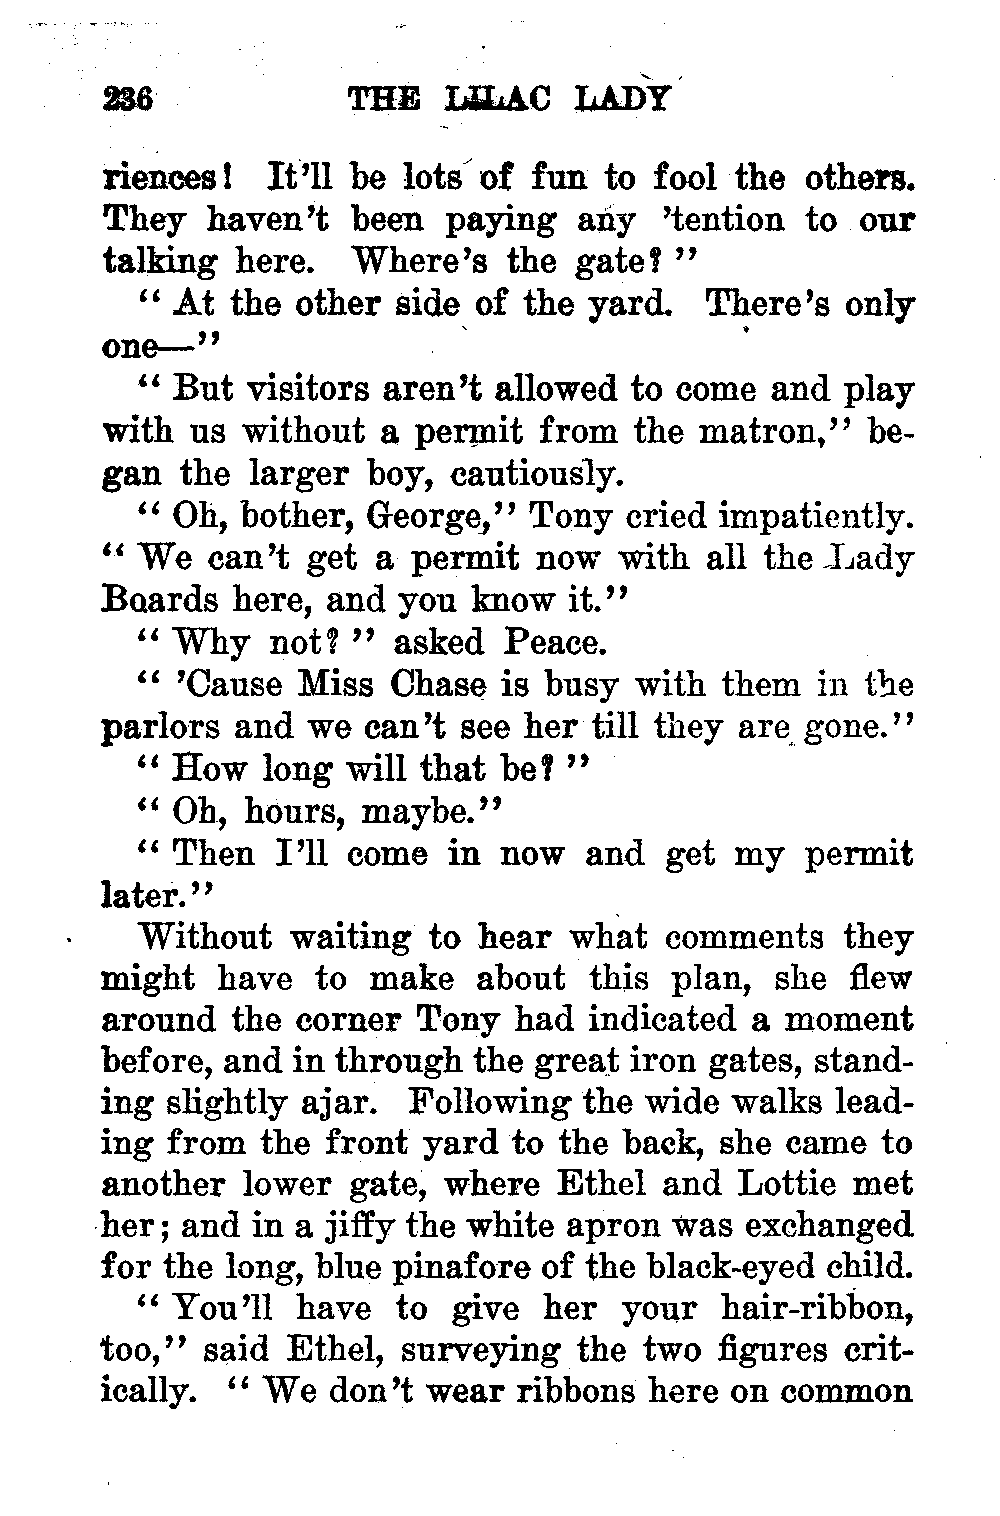 236 THE LILAC LADY
riences! It'll be lots of fun to fool the others.
They haven't been paying any 'tention to our
talking here. Where's the gate?"
"At the other side of the yard. There's only
one—"
"But visitors aren't allowed to come and play
with us without a permit from the matron," be-
gan the larger boy, cautiously.
"Oh, bother, George," Tony cried impatiently.
"We can't get a permit now with all the Lady
Boards here, and you know it."
"Why not?" asked Peace.
"'Cause Miss Chase is busy with them in the
parlors and we can't see her till they are gone."
"How long will that be?"
"Oh, hours, maybe."
"Then I'll come in now and get my permit
later."
Without waiting to hear what comments they
might have to make about this plan, she flew
around the corner Tony had indicated a moment
before, and in through the great iron gates, stand-
ing slightly ajar. Following the wide walks lead-
ing from the front yard to the back, she came to
another lower gate, where Ethel and Lottie met
her; and in a jiffy the white apron was exchanged
for the long, blue pinafore of the black-eyed child.
"You'll have to give her your hair-ribbon,
too," said Ethel, surveying the two figures crit-
ically. "We don't wear ribbons here on common